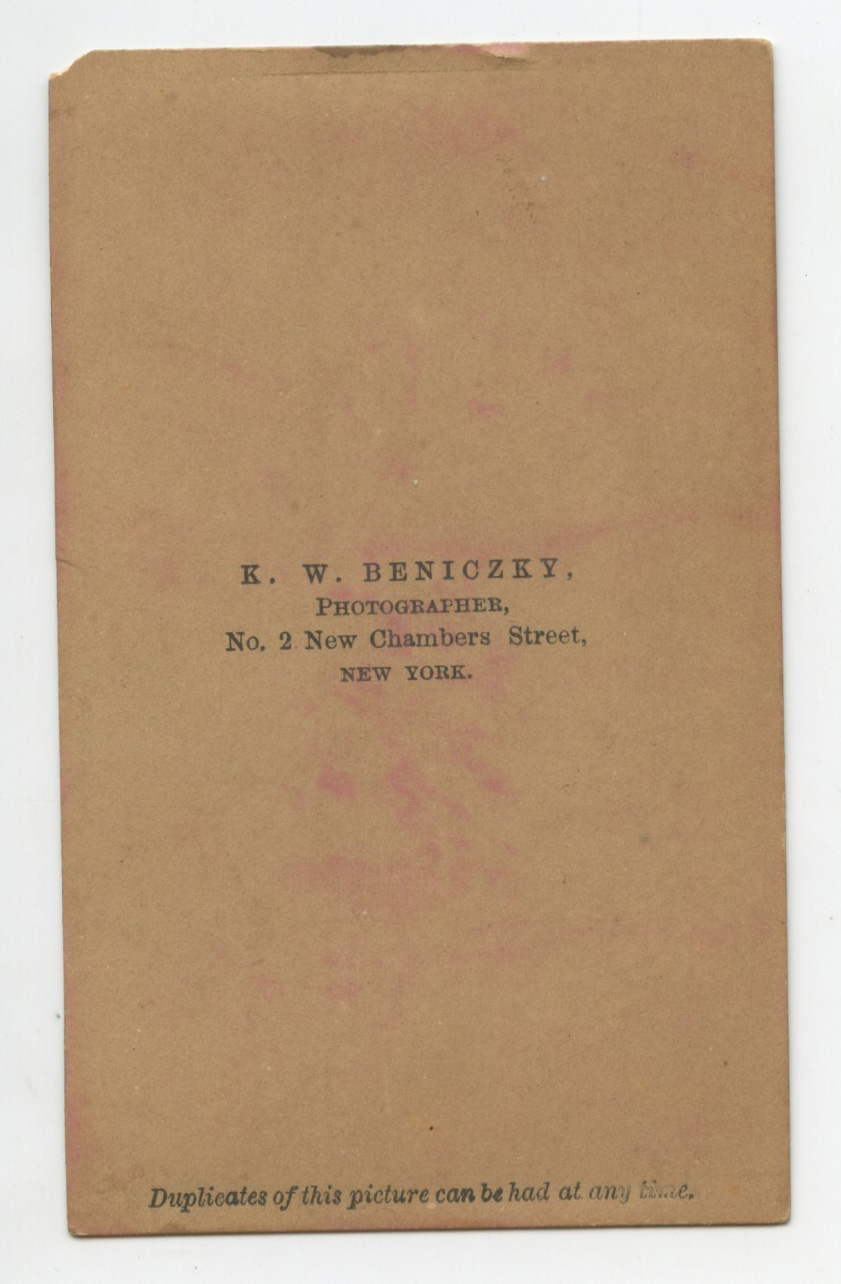 K. W. BENICZKY,
PHOTOGRAPHER,
No. 2 New Chambers Street,
NEW YORK.
Duplicates of this picture can be had at any time.